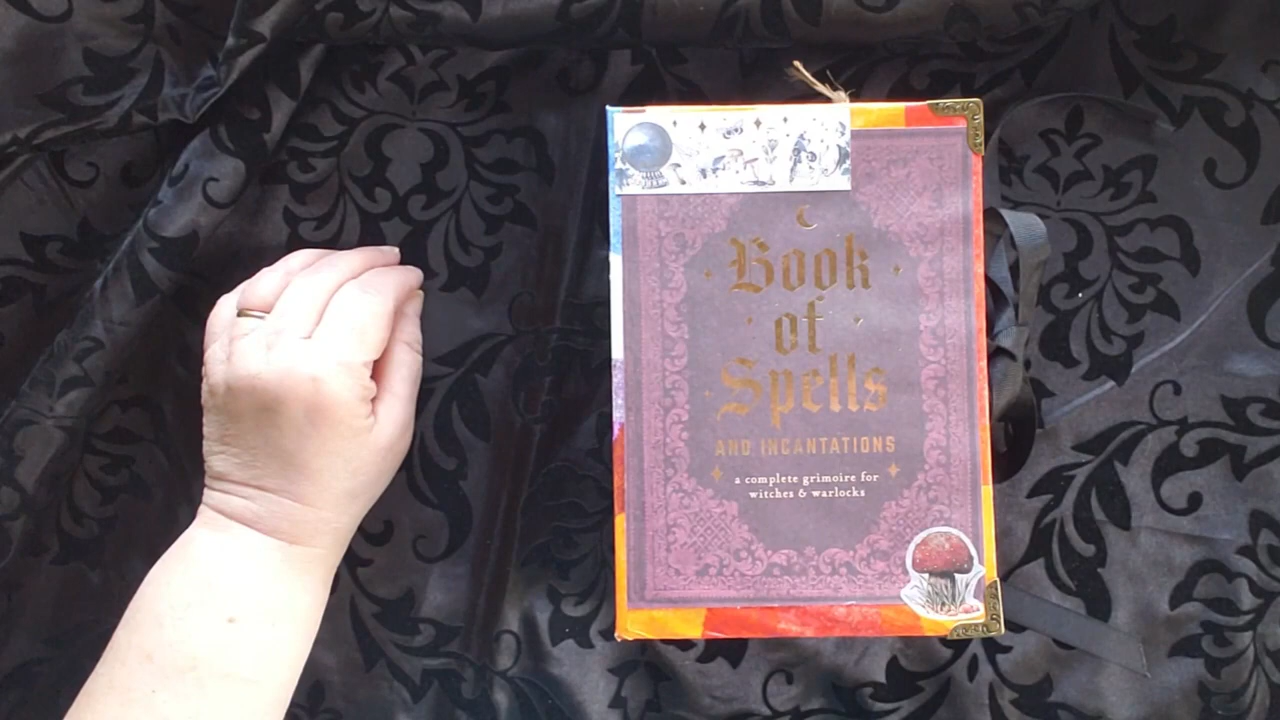 Book
of
Spells
AND INCANTATIONS
a complete grimoire for
witches & warlocks